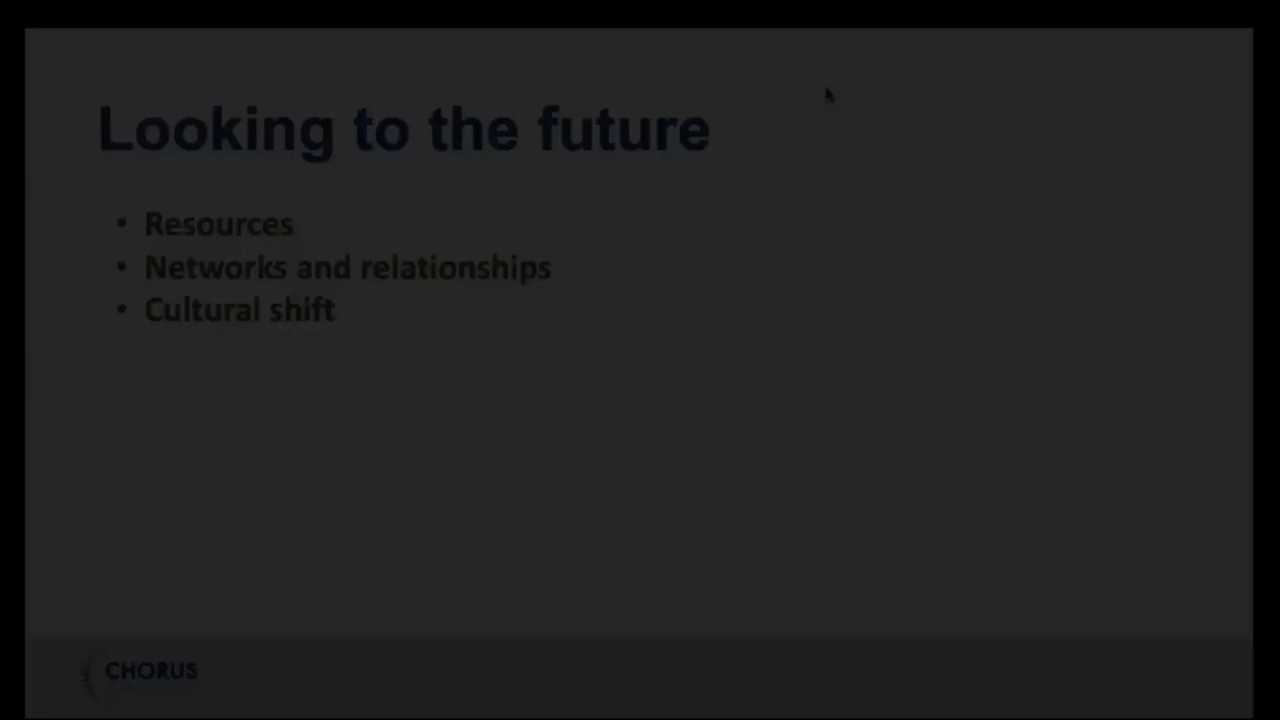 Looking to the future
• Resources
• Networks and relationships
• Cultural shift
CHORUS